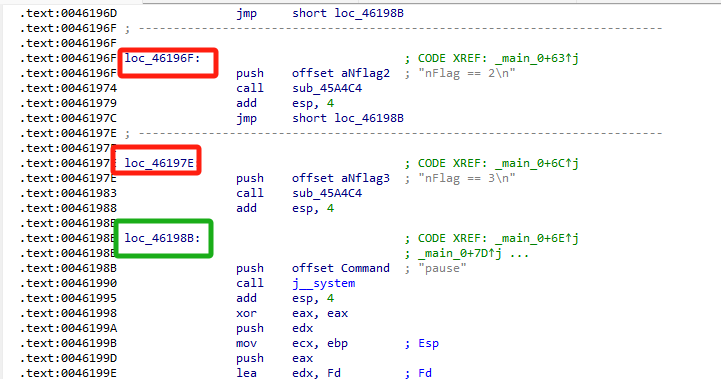 .text:0046196D                 jmp     short loc_46198B
.text:0046196F ; ---------------------------------------------------------------------------
.text:0046196F
.text:0046196F loc_46196F:                             ; CODE XREF: _main_0+63↑j
.text:0046196F                 push    offset aNflag2  ; "nFlag == 2\n"
.text:00461974                 call    sub_45A4C4
.text:00461979                 add     esp, 4
.text:0046197C                 jmp     short loc_46198B
.text:0046197E ; ---------------------------------------------------------------------------
.text:0046197E
.text:0046197E loc_46197E:                             ; CODE XREF: _main_0+6C↑j
.text:0046197E                 push    offset aNflag3  ; "nFlag == 3\n"
.text:00461983                 call    sub_45A4C4
.text:00461988                 add     esp, 4
.text:0046198B
.text:0046198B loc_46198B:                             ; CODE XREF: _main_0+6E↑j
.text:0046198B                                         ; _main_0+7D↑j ...
.text:0046198B                 push    offset Command  ; "pause"
.text:00461990                 call    j__system
.text:00461995                 add     esp, 4
.text:00461998                 xor     eax, eax
.text:0046199A                 push    edx
.text:0046199B                 mov     ecx, ebp        ; Esp
.text:0046199D                 push    eax
.text:0046199E                 lea     edx, Fd         ; Fd